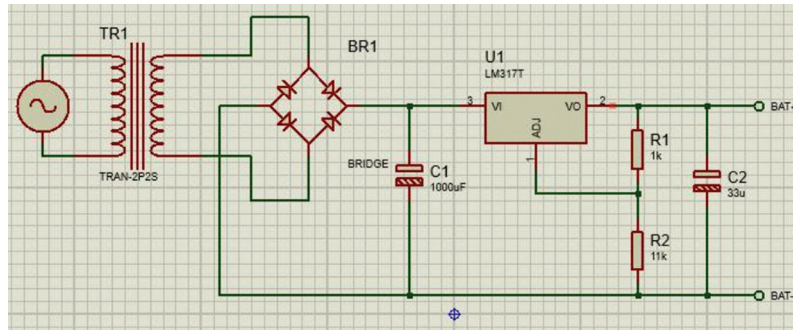 TR1
TRAN-2P2S
BR1
BRIDGE
C1
1000uF
U1
LM317T
3
VI
VO
2
ADJ
1
R1
1k
R2
11k
C2
33u
BAT-
BAT-